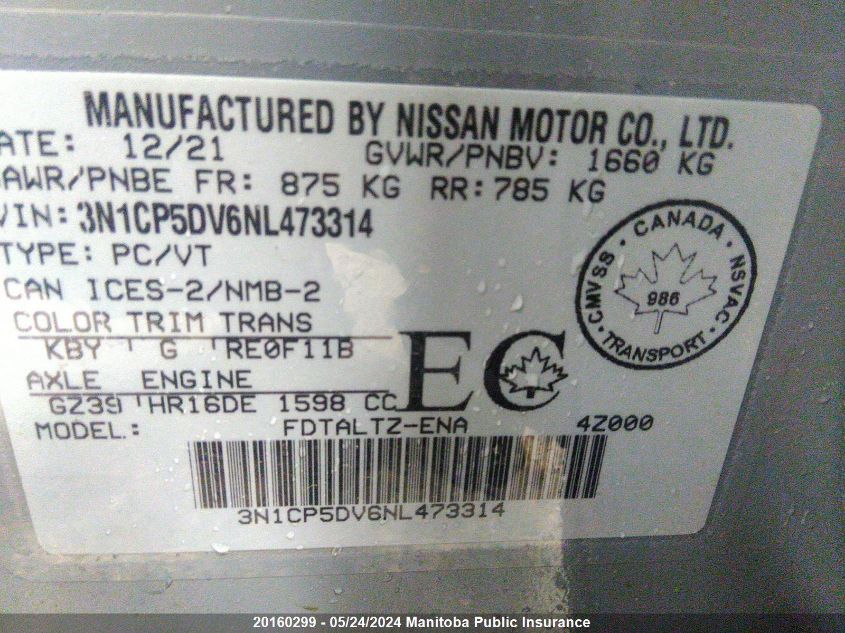 MANUFACTURED BY NISSAN MOTOR CO., LTD.
ATE: 12/21 GVWR/PNBV: 1660 KG
AWR/PNBE FR: 875 KG RR: 785 KG
VIN: 3N1CP5DV6NL473314
TYPE: PC/VT
CAN ICES-2/NMB-2
COLOR TRIM TRANS
KBY G RE0F11B
AXLE ENGINE
GZ39 HR16DE 1598 CC
EC
MODEL: FDTALTZ-ENA 4Z000
3N1CP5DV6NL473314
CMVSS · CANADA · NSVAC · TRANSPORT ·
986
20160299 - 05/24/2024 Manitoba Public Insurance